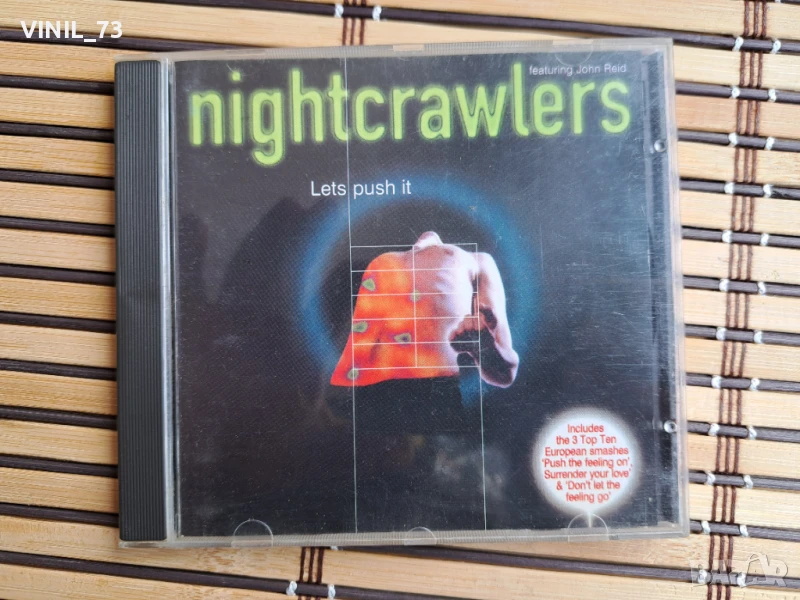 VINIL_73
featuring John Reid
nightcrawlers
Lets push it
Includes
the 3 Top Ten
European smashes
'Push the feeling on',
Surrender your love',
& 'Don't let the
feeling go'
BAZAR